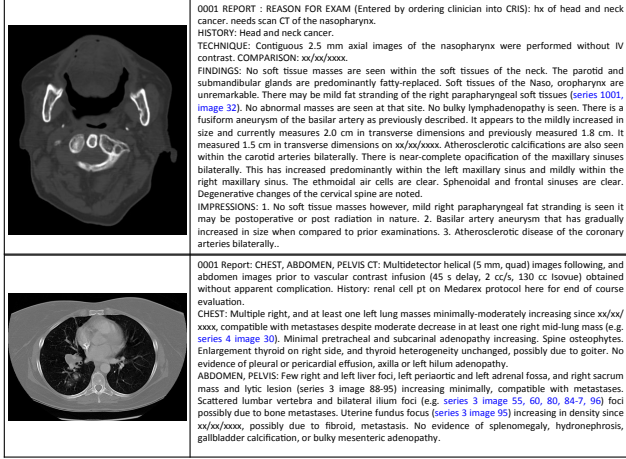 0001 REPORT : REASON FOR EXAM (Entered by ordering clinician into CRIS): hx of head and neck
cancer. needs scan CT of the nasopharynx.
HISTORY: Head and neck cancer.
TECHNIQUE: Contiguous 2.5 mm axial images of the nasopharynx were performed without IV
contrast. COMPARISON: xx/xx/xxxx.
FINDINGS: No soft tissue masses are seen within the soft tissues of the neck. The parotid and
submandibular glands are predominantly fatty-replaced. Soft tissues of the Naso, oropharynx are
unremarkable. There may be mild fat stranding of the right parapharyngeal soft tissues (series 1001,
image 32). No abnormal masses are seen at that site. No bulky lymphadenopathy is seen. There is a
fusiform aneurysm of the basilar artery as previously described. It appears to the mildly increased in
size and currently measures 2.0 cm in transverse dimensions and previously measured 1.8 cm. It
measured 1.5 cm in transverse dimensions on xx/xx/xxxx. Atherosclerotic calcifications are also seen
within the carotid arteries bilaterally. There is near-complete opacification of the maxillary sinuses
bilaterally. This has increased predominantly within the left maxillary sinus and mildly within the
right maxillary sinus. The ethmoidal air cells are clear. Sphenoidal and frontal sinuses are clear.
Degenerative changes of the cervical spine are noted.
IMPRESSIONS: 1. No soft tissue masses however, mild right parapharyngeal fat stranding is seen it
may be postoperative or post radiation in nature. 2. Basilar artery aneurysm that has gradually
increased in size when compared to prior examinations. 3. Atherosclerotic disease of the coronary
arteries bilaterally..
0001 Report: CHEST, ABDOMEN, PELVIS CT: Multidetector helical (5 mm, quad) images following, and
abdomen images prior to vascular contrast infusion (45 s delay, 2 cc/s, 130 cc Isovue) obtained
without apparent complication. History: renal cell pt on Medarex protocol here for end of course
evaluation.
CHEST: Multiple right, and at least one left lung masses minimally-moderately increasing since xx/xx/
xxxx, compatible with metastases despite moderate decrease in at least one right mid-lung mass (e.g.
series 4 image 30). Minimal pretracheal and subcarinal adenopathy increasing. Spine osteophytes.
Enlargement thyroid on right side, and thyroid heterogeneity unchanged, possibly due to goiter. No
evidence of pleural or pericardial effusion, axilla or left hilum adenopathy.
ABDOMEN, PELVIS: Few right and left liver foci, left periaortic and left adrenal fossa, and right sacrum
mass and lytic lesion (series 3 image 88-95) increasing minimally, compatible with metastases.
Scattered lumbar vertebra and bilateral ilium foci (e.g. series 3 image 55, 60, 80, 84-7, 96) foci
possibly due to bone metastases. Uterine fundus focus (series 3 image 95) increasing in density since
xx/xx/xxxx, possibly due to fibroid, metastasis. No evidence of splenomegaly, hydronephrosis,
gallbladder calcification, or bulky mesenteric adenopathy.